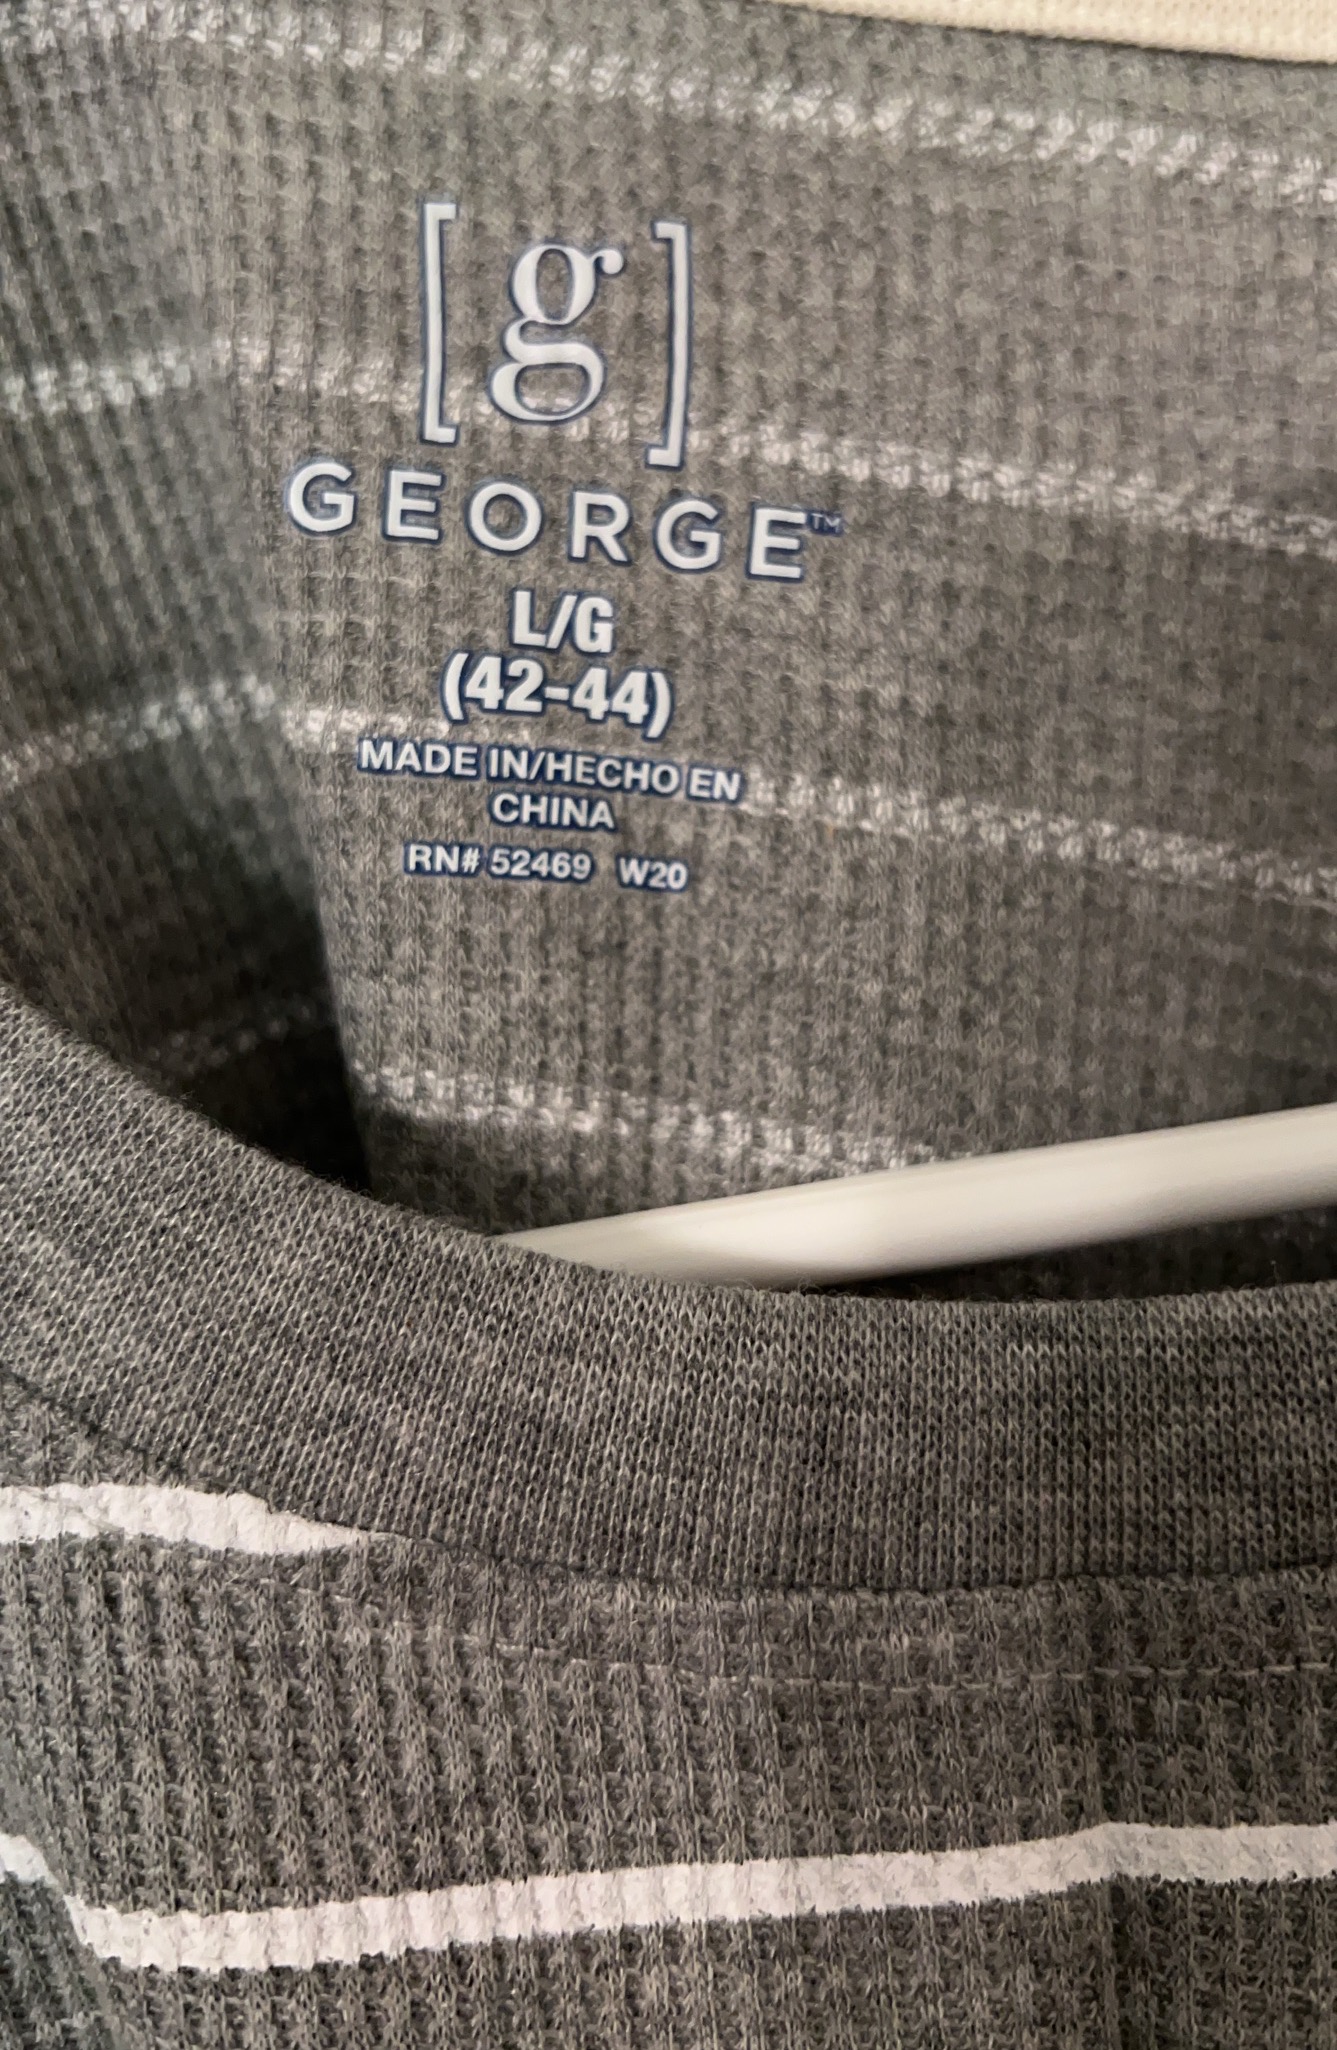 [g]
GEORGE™
L/G
(42-44)
MADE IN/HECHO EN
CHINA
RN# 52469 W20